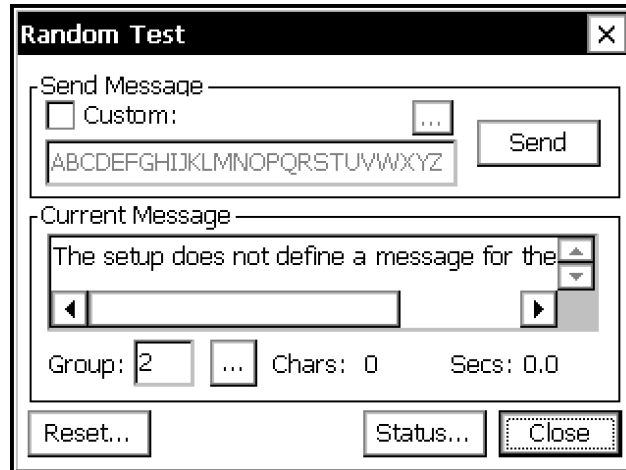 Random Test
Send Message
Custom:
...
ABCDEFGHIJKLMNOPQRSTUVWXYZ
Send
Current Message
The setup does not define a message for the
Group: 2 ... Chars: 0 Secs: 0.0
Reset... Status... Close